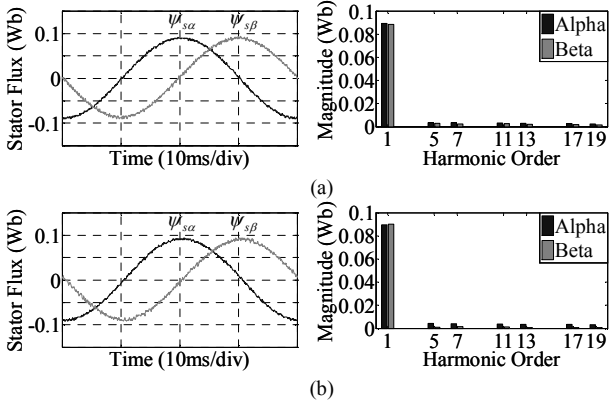 Stator Flux (Wb)
0.1
0
-0.1
ψsα
ψsβ
Time (10ms/div)
Magnitude (Wb)
0.1
0.08
0.06
0.04
0.02
0
Alpha
Beta
1 5 7 11 13 17 19
Harmonic Order
(a)
Stator Flux (Wb)
0.1
0
-0.1
ψsα
ψsβ
Time (10ms/div)
Magnitude (Wb)
0.1
0.08
0.06
0.04
0.02
0
Alpha
Beta
1 5 7 11 13 17 19
Harmonic Order
(b)